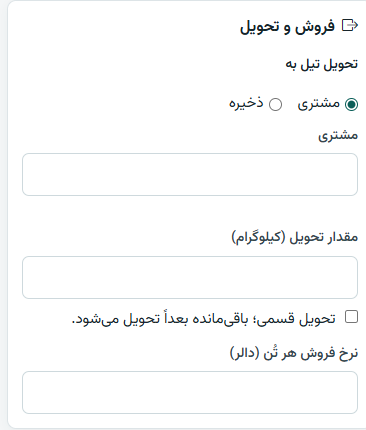 فروش و تحویل
تحویل تیل به
مشتری
ذخیره
مشتری
مقدار تحویل (کیلوگرام)
تحویل قسمی؛ باقی‌مانده بعداً تحویل می‌شود.
نرخ فروش هر تُن (دالر)